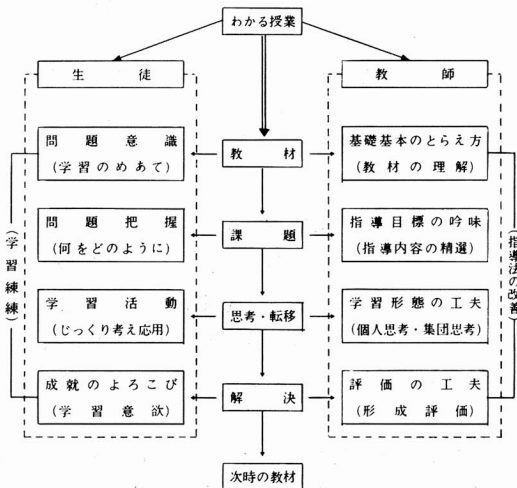 わかる授業
生徒
教師
問題意識
(学習のめあて)
教材
基礎基本のとらえ方
(教材の理解)
問題把握
(何をどのように)
課題
指導目標の吟味
(指導内容の精選)
学習活動
(じっくり考え応用)
思考・転移
学習形態の工夫
(個人思考・集団思考)
成就のよろこび
(学習意欲)
解決
評価の工夫
(形成評価)
次時の教材
(学習練練)
(指導法の改善)